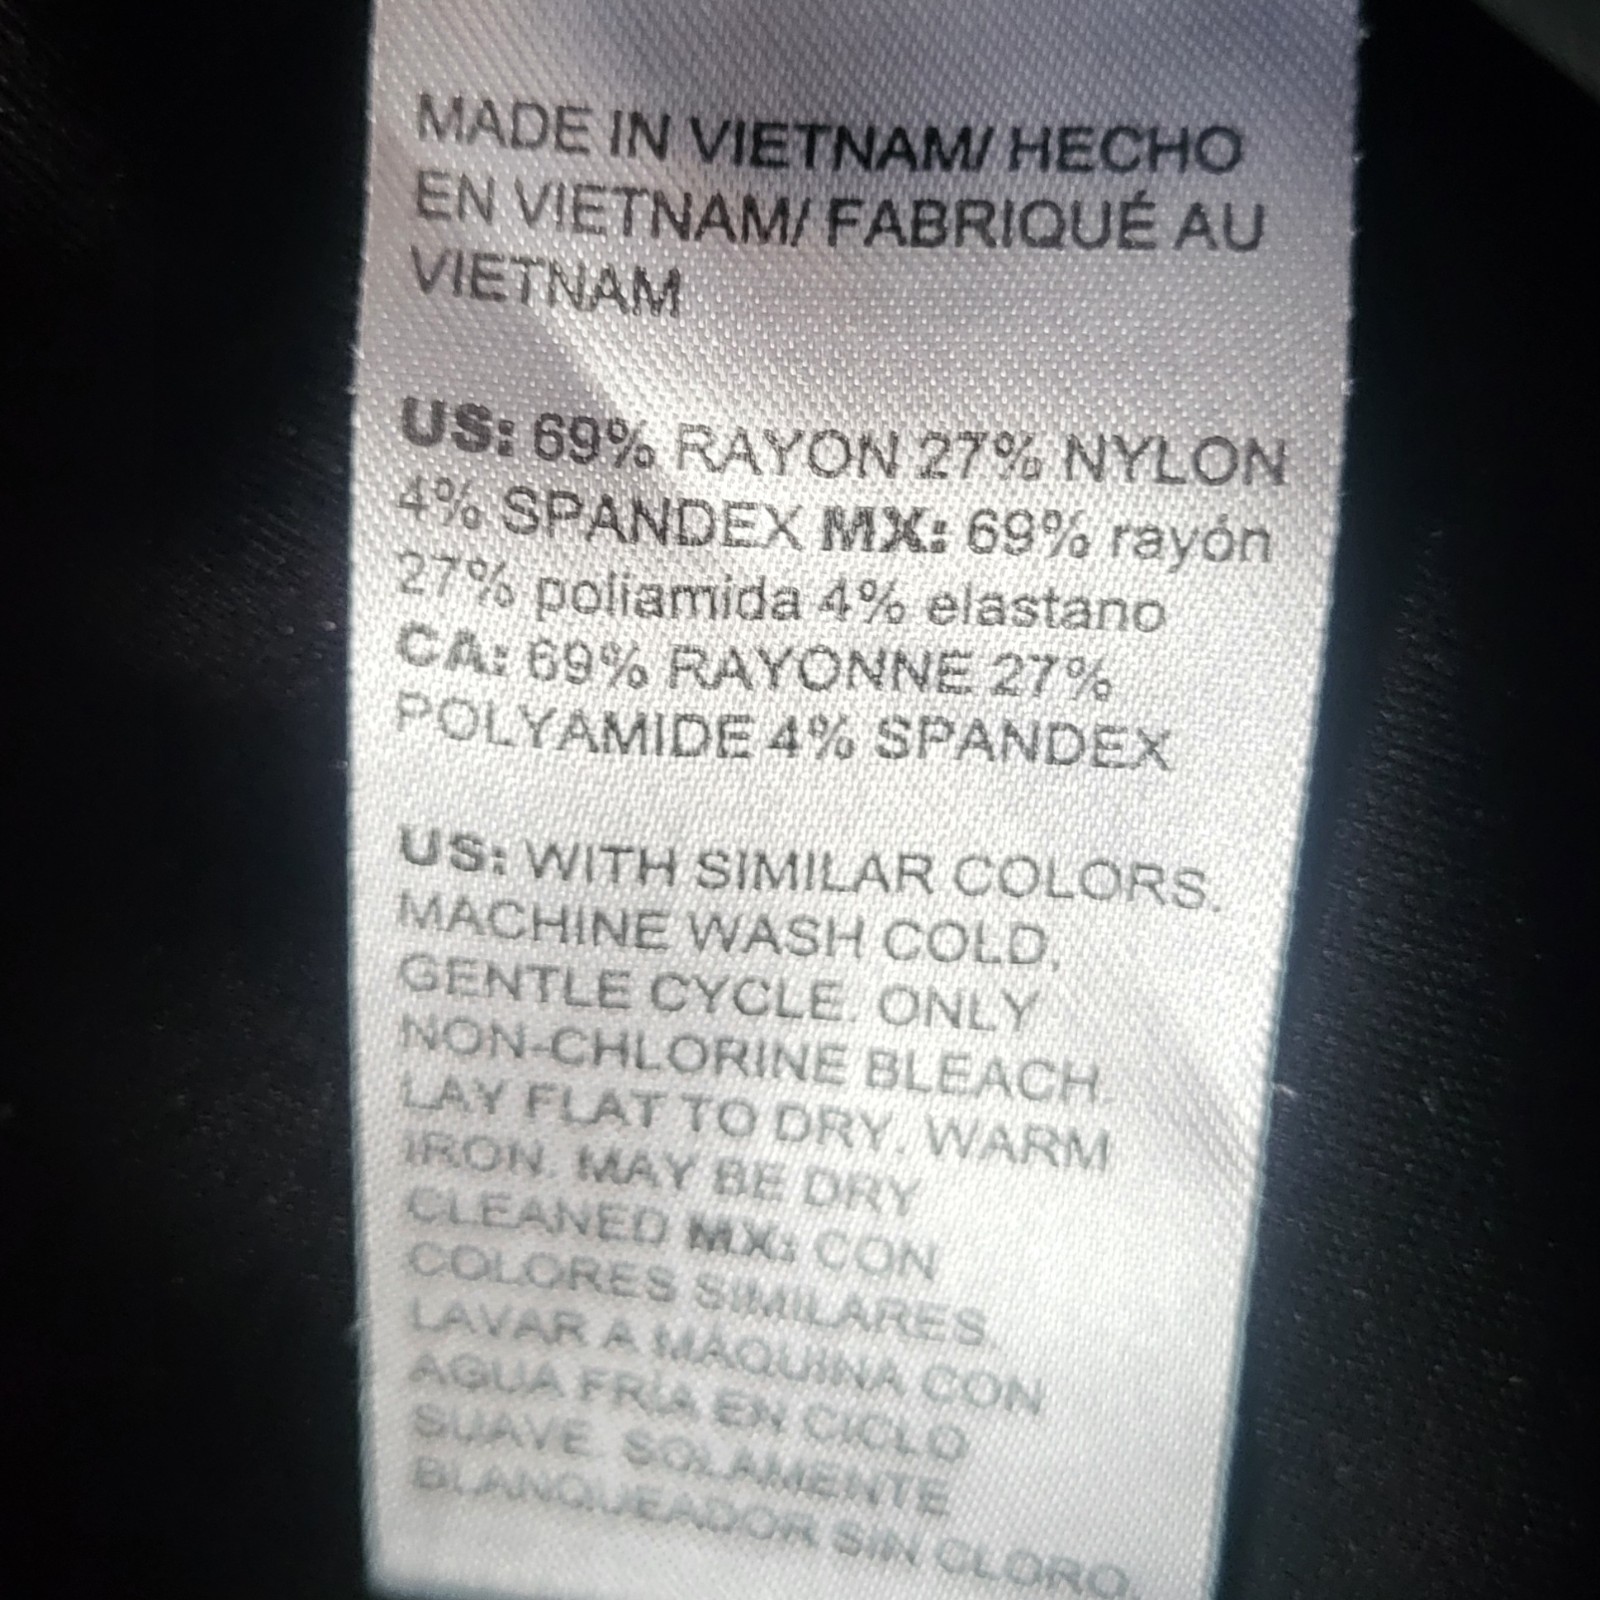 MADE IN VIETNAM/ HECHO
EN VIETNAM/ FABRIQUÉ AU
VIETNAM
US: 69% RAYON 27% NYLON
4% SPANDEX MX: 69% rayón
27% poliamida 4% elastano
CA: 69% RAYONNE 27%
POLYAMIDE 4% SPANDEX
US: WITH SIMILAR COLORS.
MACHINE WASH COLD,
GENTLE CYCLE. ONLY
NON-CHLORINE BLEACH.
LAY FLAT TO DRY. WARM
IRON. MAY BE DRY
CLEANED MX: CON
COLORES SIMILARES.
LAVAR A MÁQUINA CON
AGUA FRÍA EN CICLO
SUAVE. SOLAMENTE
BLANQUEADOR SIN CLORO.